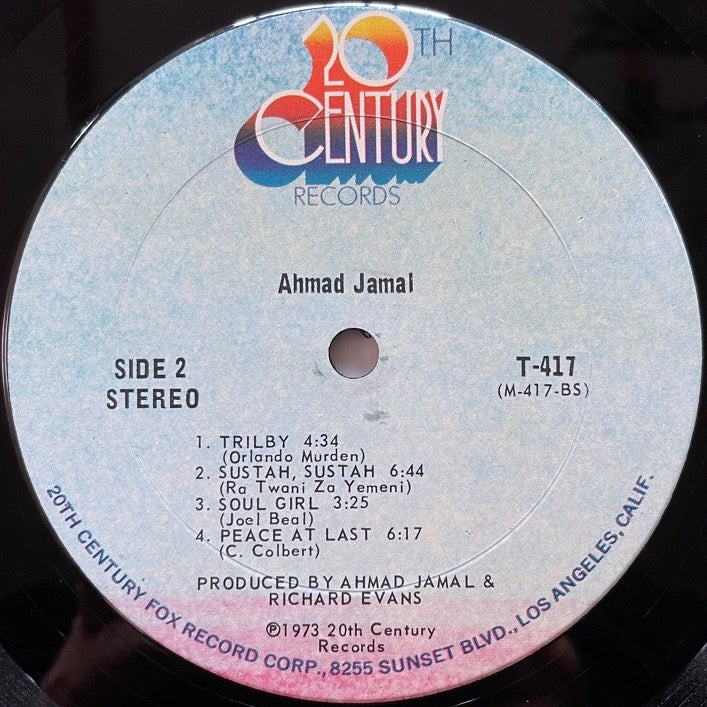 20TH
CENTURY
RECORDS
Ahmad Jamal
SIDE 2
STEREO
T-417
(M-417-BS)
1. TRILBY 4:34
(Orlando Murden)
2. SUSTAH, SUSTAH 6:44
(Ra Twani Za Yemeni)
3. SOUL GIRL 3:25
(Joel Beal)
4. PEACE AT LAST 6:17
(C. Colbert)
PRODUCED BY AHMAD JAMAL &
RICHARD EVANS
℗1973 20th Century
Records
20TH CENTURY FOX RECORD CORP., 8255 SUNSET BLVD., LOS ANGELES, CALIF.